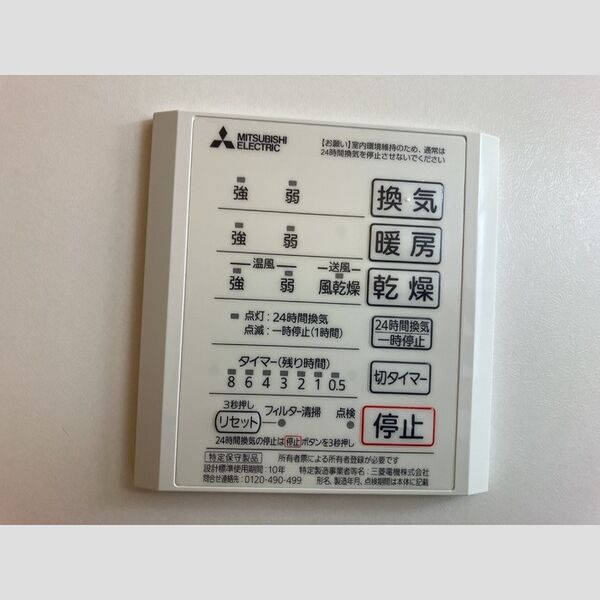 MITSUBISHI
ELECTRIC
【お願い】室内環境維持のため、通常は
24時間換気を停止させないでください
強 弱 換気
強 弱 暖房
温風 送風
強 弱 風乾燥 乾燥
点灯:24時間換気
点滅:一時停止(1時間)
24時間換気
一時停止
タイマー(残り時間)
8 6 4 3 2 1 0.5
切タイマー
3秒押し
リセット フィルター清掃 点検
停止
24時間換気の停止は停止ボタンを3秒押し
特定保守製品 所有者票による所有者登録が必要です
設計標準使用期間:10年 特定製造事業者等名:三菱電機株式会社
問合せ連絡先:0120-490-499 形名、製造年月、点検期間は本体に記載